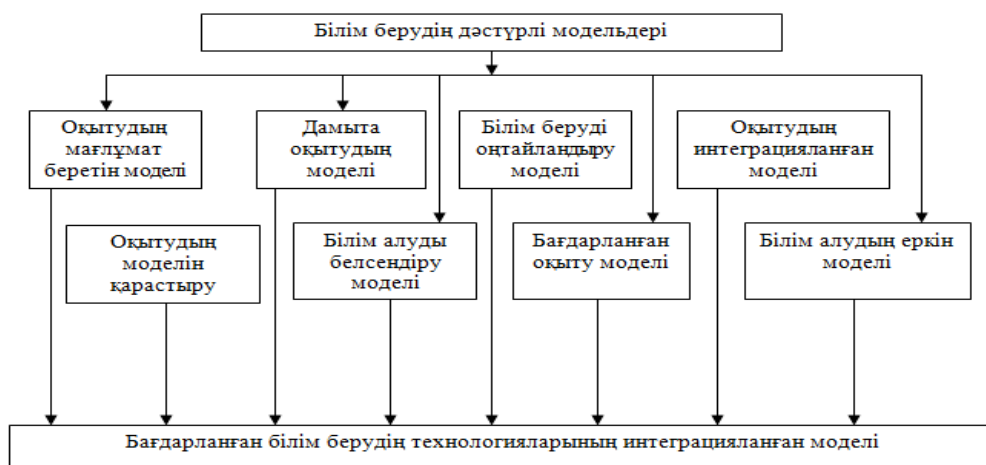 Білім берудің дәстүрлі модельдері
Оқытудың
мағлұмат
беретін моделі
Дамыта
оқытудың
моделі
Білім беруді
оңтайландыру
моделі
Оқытудың
интеграцияланған
моделі
Оқытудың
моделін
қарастыру
Білім алуды
белсендіру
моделі
Бағдарланған
оқыту моделі
Білім алудың еркін
моделі
Бағдарланған білім берудің технологияларының интеграцияланған моделі